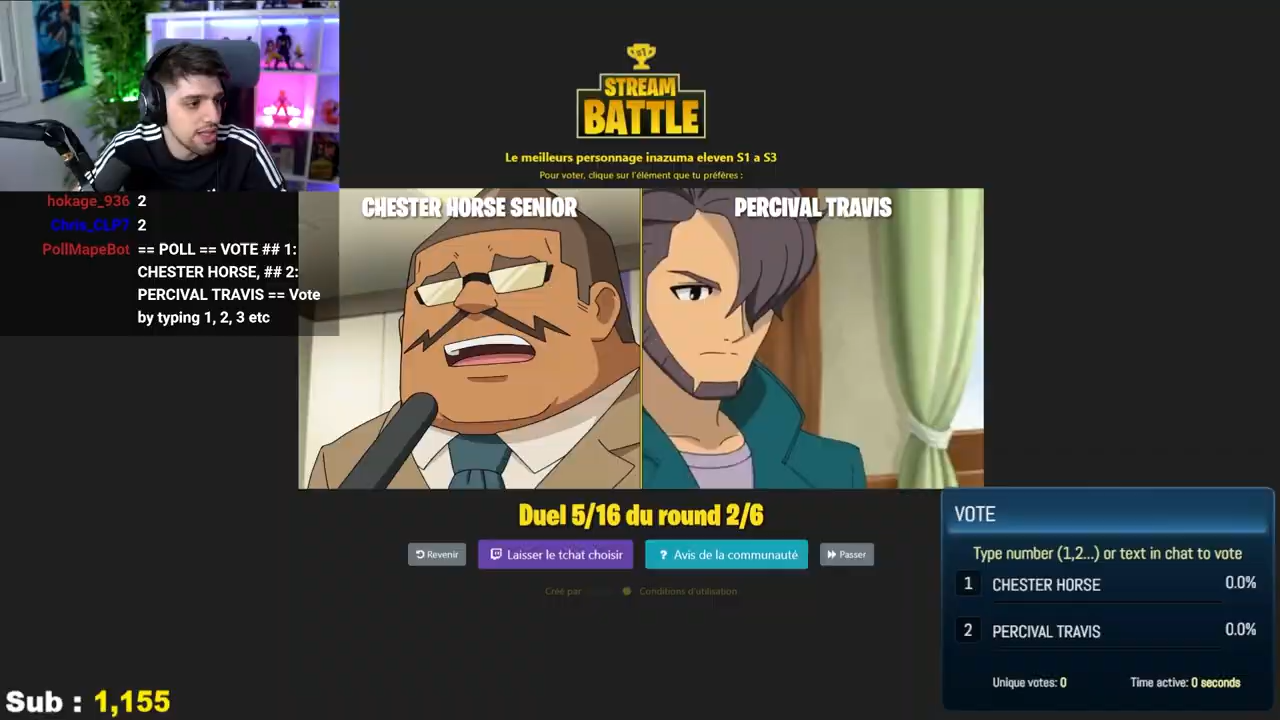 STREAM
BATTLE
Le meilleurs personnage inazuma eleven S1 a S3
Pour voter, clique sur l'élément que tu préfères :
hokage_936 2
Chris_CLP7 2
PollMapeBot == POLL == VOTE ## 1:
CHESTER HORSE, ## 2:
PERCIVAL TRAVIS == Vote
by typing 1, 2, 3 etc
CHESTER HORSE SENIOR
PERCIVAL TRAVIS
Duel 5/16 du round 2/6
Revenir
Laisser le tchat choisir
? Avis de la communauté
Passer
Créé par
Conditions d'utilisation
VOTE
Type number (1,2...) or text in chat to vote
1 CHESTER HORSE 0.0%
2 PERCIVAL TRAVIS 0.0%
Unique votes: 0 Time active: 0 seconds
Sub : 1,155